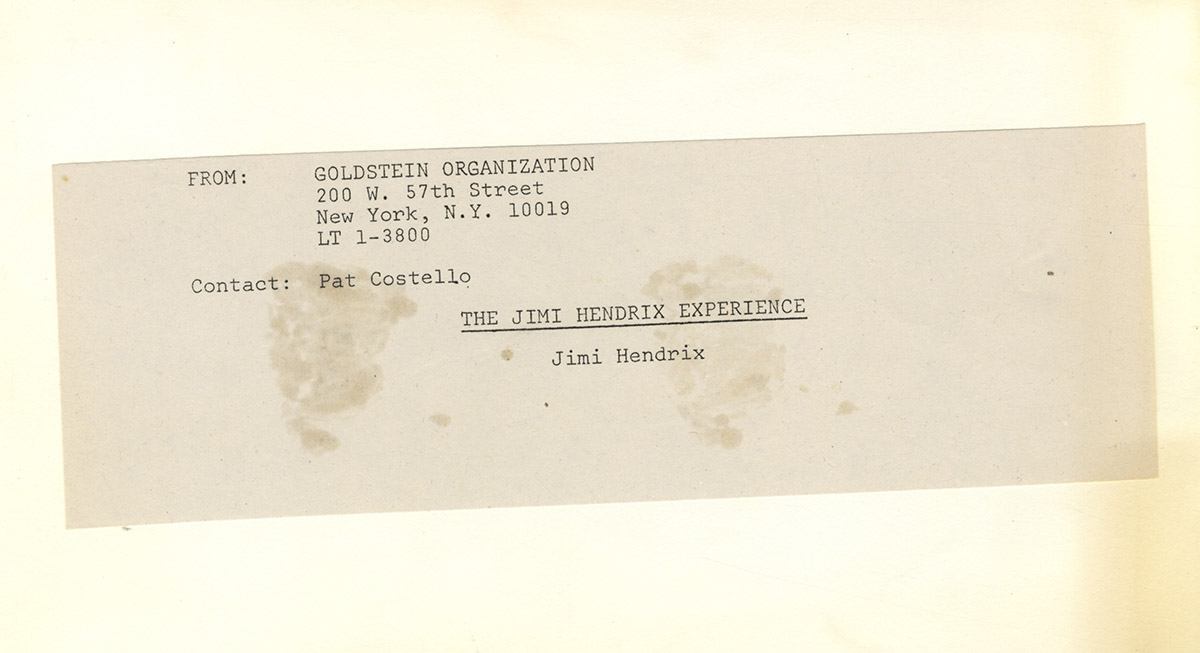 FROM: GOLDSTEIN ORGANIZATION
200 W. 57th Street
New York, N.Y. 10019
LT 1-3800
Contact: Pat Costello
THE JIMI HENDRIX EXPERIENCE
Jimi Hendrix